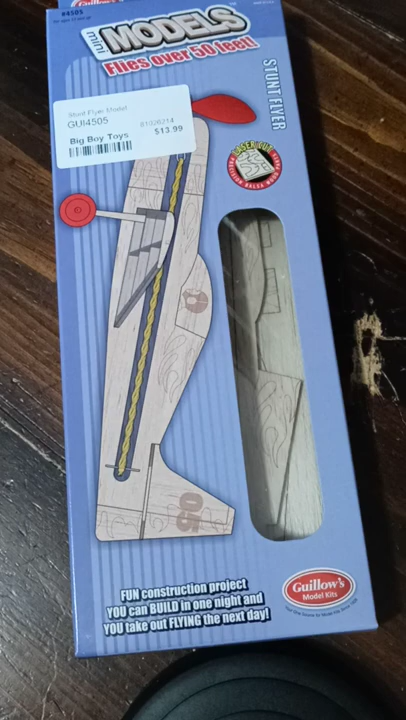 Guillow's
#4505
mini MODELS
Flies over 50 feet!
STUNT FLYER
Stunt Flyer Model
GUI4505
81026214
$13.99
Big Boy Toys
LASER CUT
05
FUN construction project
YOU can BUILD in one night and
YOU take out FLYING the next day!
Guillow's
Model Kits